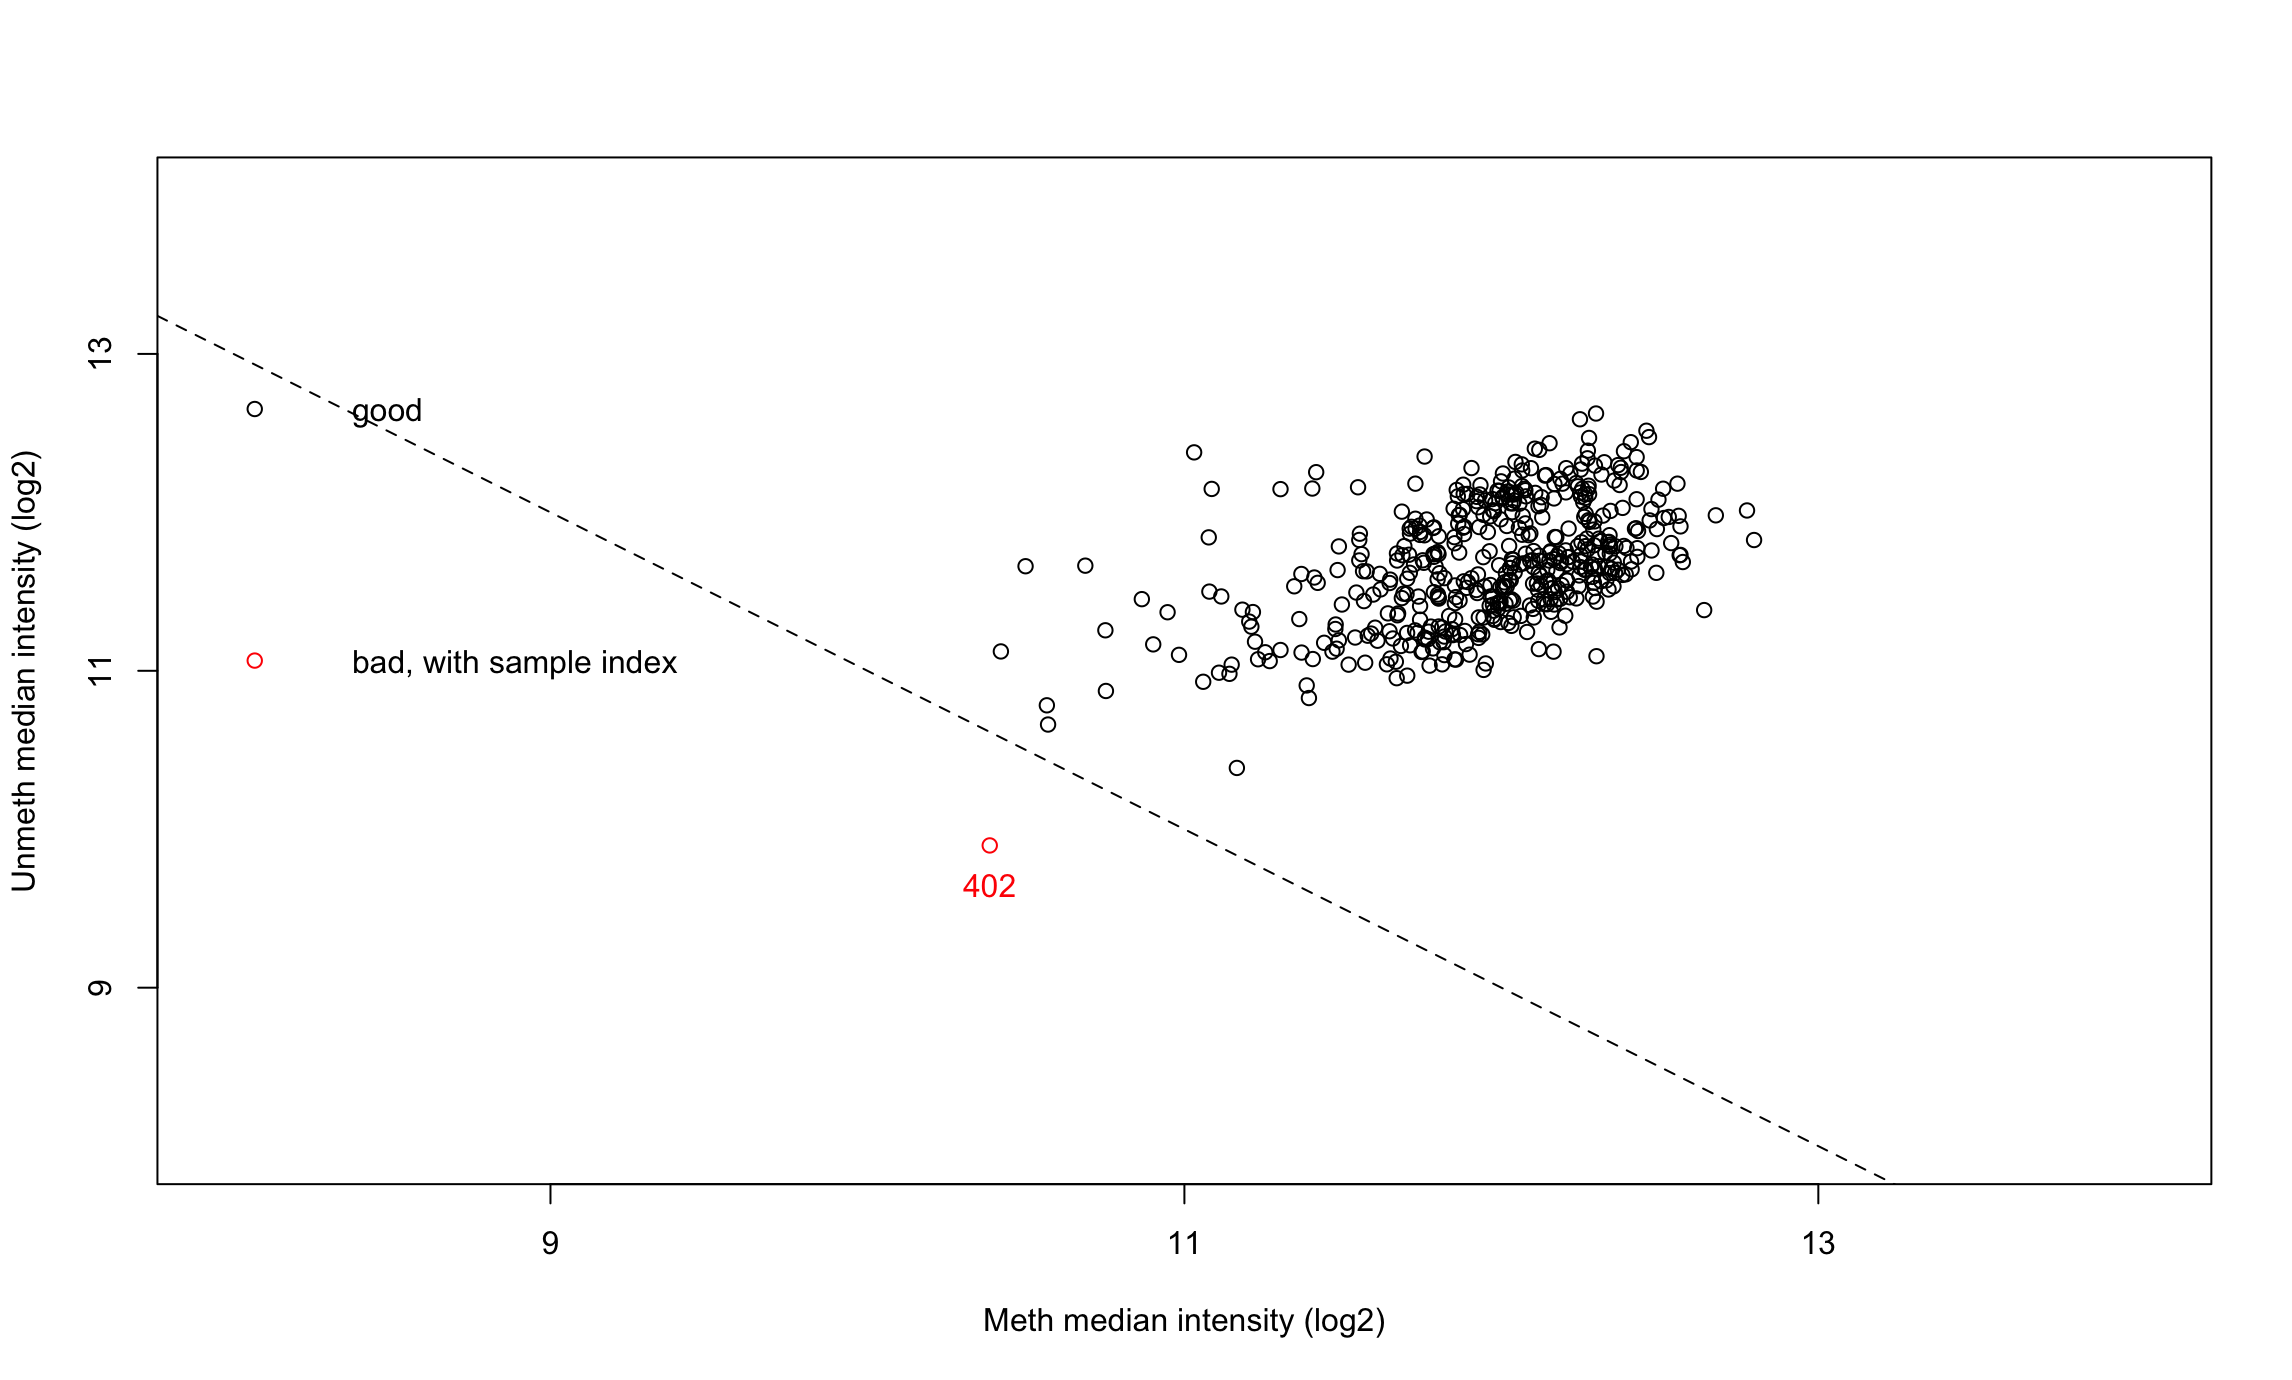 13
good
11
bad, with sample index
402
9
Unmeth median intensity (log2)
9
11
13
Meth median intensity (log2)